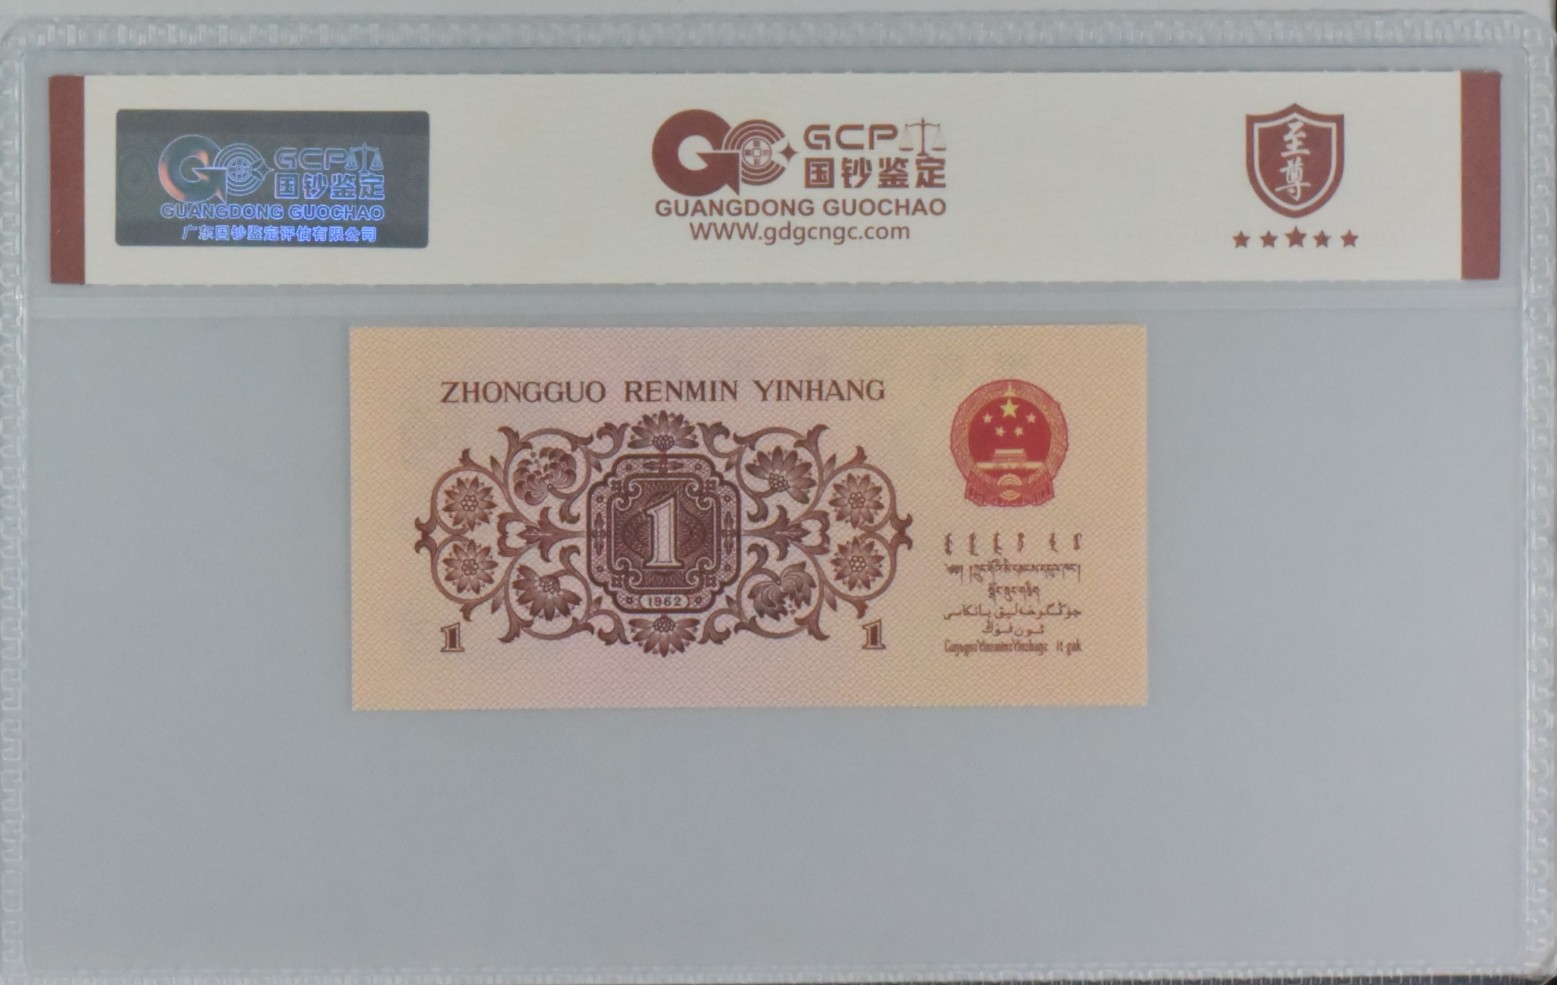 GCP
国钞鉴定
GUANGDONG GUOCHAO
广东国钞鉴定评估有限公司
GCP
国钞鉴定
GUANGDONG GUOCHAO
WWW.gdgcngc.com
至尊
ZHONGGUO RENMIN YINHANG
1
1962
1
1
جۇڭگوخەلىق بانكاسى